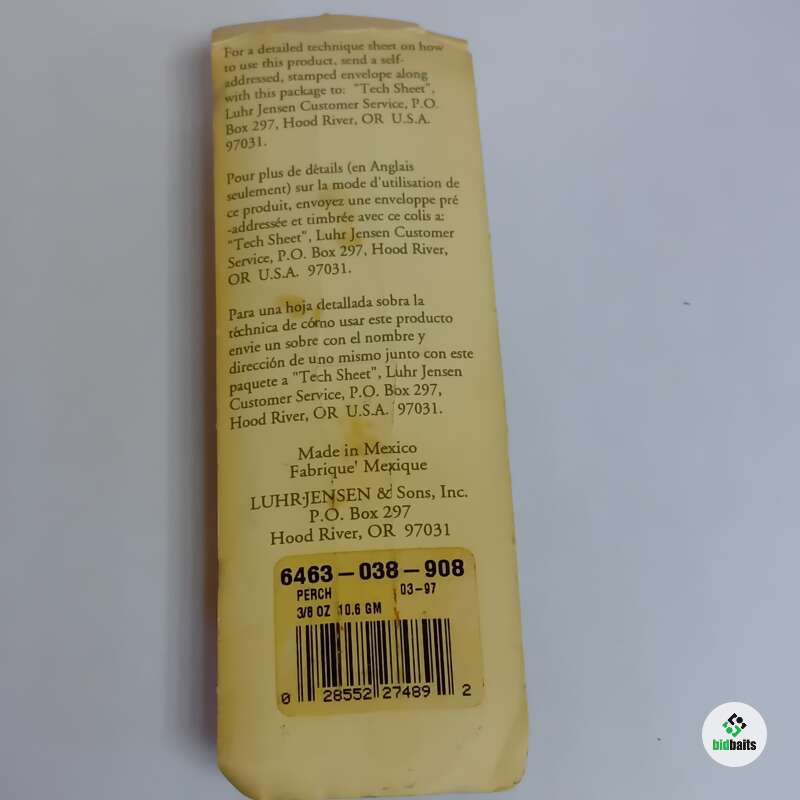 For a detailed technique sheet on how
to use this product, send a self-
addressed, stamped envelope along
with this package to: "Tech Sheet",
Luhr Jensen Customer Service, P.O.
Box 297, Hood River, OR U.S.A.
97031.
Pour plus de détails (en Anglais
seulement) sur la mode d'utilisation de
ce produit, envoyez une enveloppe pré
-addressée et timbrée avec ce colis a:
"Tech Sheet", Luhr Jensen Customer
Service, P.O. Box 297, Hood River,
OR U.S.A. 97031.
Para una hoja detallada sobra la
téchnica de cómo usar este producto
envie un sobre con el nombre y
dirección de uno mismo junto con este
paquete a "Tech Sheet", Luhr Jensen
Customer Service, P.O. Box 297,
Hood River, OR U.S.A. 97031.
Made in Mexico
Fabrique' Mexique
LUHR-JENSEN & Sons, Inc.
P.O. Box 297
Hood River, OR 97031
6463-038-908
PERCH 03-97
3/8 OZ 10.6 GM
0 28552 27489 2
bidbaits